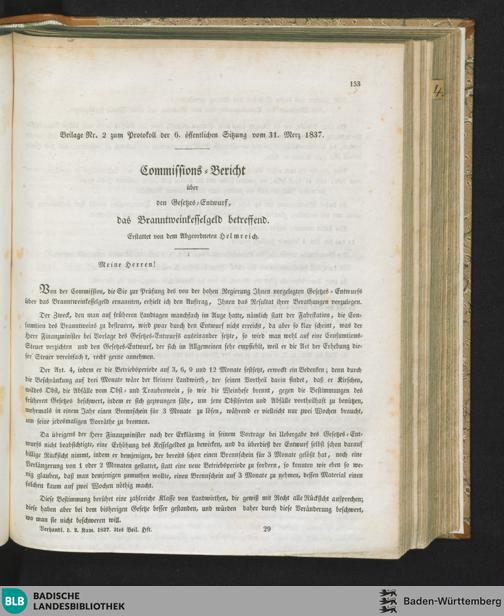 153
4.
Beilage Nr. 2 zum Protokoll der 6. öffentlichen Sitzung vom 31. Merz 1837.
Commissions-Bericht
über
den Gesetzes-Entwurf,
das Branntweinkesselgeld betreffend.
Erstattet von dem Abgeordneten Helmreich.
Meine Herren!
Von der Commission, die Sie zur Prüfung des von der hohen Regierung Ihnen vorgelegten Gesetzes-Entwurfs
über das Branntweinkesselgeld ernannten, erhielt ich den Auftrag, Ihnen das Resultat ihrer Berathungen vorzulegen.
Der Zweck, den man auf früheren Landtagen manchfach im Auge hatte, nämlich statt der Fabrikation, die Con-
sumtion des Branntweins zu besteuern, wird zwar durch den Entwurf nicht erreicht, da aber so klar scheint, was der
Herr Finanzminister bei Vorlage des Gesetzes-Entwurfs auseinander setzte, so wird man wohl auf eine Consumtions-
Steuer verzichten und den Gesetzes-Entwurf, der sich im Allgemeinen sehr empfiehlt, weil er die Art der Erhebung die-
ser Steuer vereinfacht, recht gerne annehmen.
Der Art. 4, indem er die Betriebsperiode auf 3, 6, 9 und 12 Monate festsetzt, erweckt ein Bedenken; denn durch
die Beschränkung auf drei Monate wäre der kleinere Landwirth, der seinen Vortheil darin findet, daß er Kirschen,
wildes Obst, die Abfälle vom Obst- und Traubenwein, so wie die Weinhefe brennt, gegen die Bestimmungen des
früheren Gesetzes beschwert, indem er sich gezwungen sähe, um jene Obstsorten und Abfälle vortheilhaft zu benützen,
mehrmals in einem Jahr einen Brennschein für 3 Monate zu lösen, während er vielleicht nur zwei Wochen braucht,
um seine jedesmaligen Vorräthe zu brennen.
Da übrigens der Herr Finanzminister nach der Erklärung in seinem Vortrage bei Uebergabe des Gesetzes-Ent-
wurfs nicht beabsichtigte, eine Erhöhung des Kesselgeldes zu bewirken, und da überdieß der Entwurf selbst schon darauf
billige Rücksicht nimmt, indem er demjenigen, der bereits schon einen Brennschein für 3 Monate gelöst hat, noch eine
Verlängerung von 1 oder 2 Monaten gestattet, statt eine neue Betriebsperiode zu fordern, so konnten wir eben so we-
nig glauben, daß man demjenigen zumuthen wollte, einen Brennschein auf 3 Monate zu nehmen, dessen Material einen
solchen kaum auf zwei Wochen nöthig macht.
Diese Bestimmung berührt eine zahlreiche Klasse von Landwirthen, die gewiß mit Recht alle Rücksicht ansprechen;
diese haben aber bei dem bisherigen Gesetze besser gestanden, und würden daher durch diese Veränderung beschwert,
wo man sie nicht beschweren will.
Verhandl. d. 2. Kam. 1837. 3tes Beil. Hft.
29
BLB
BADISCHE
LANDESBIBLIOTHEK
Baden-Württemberg